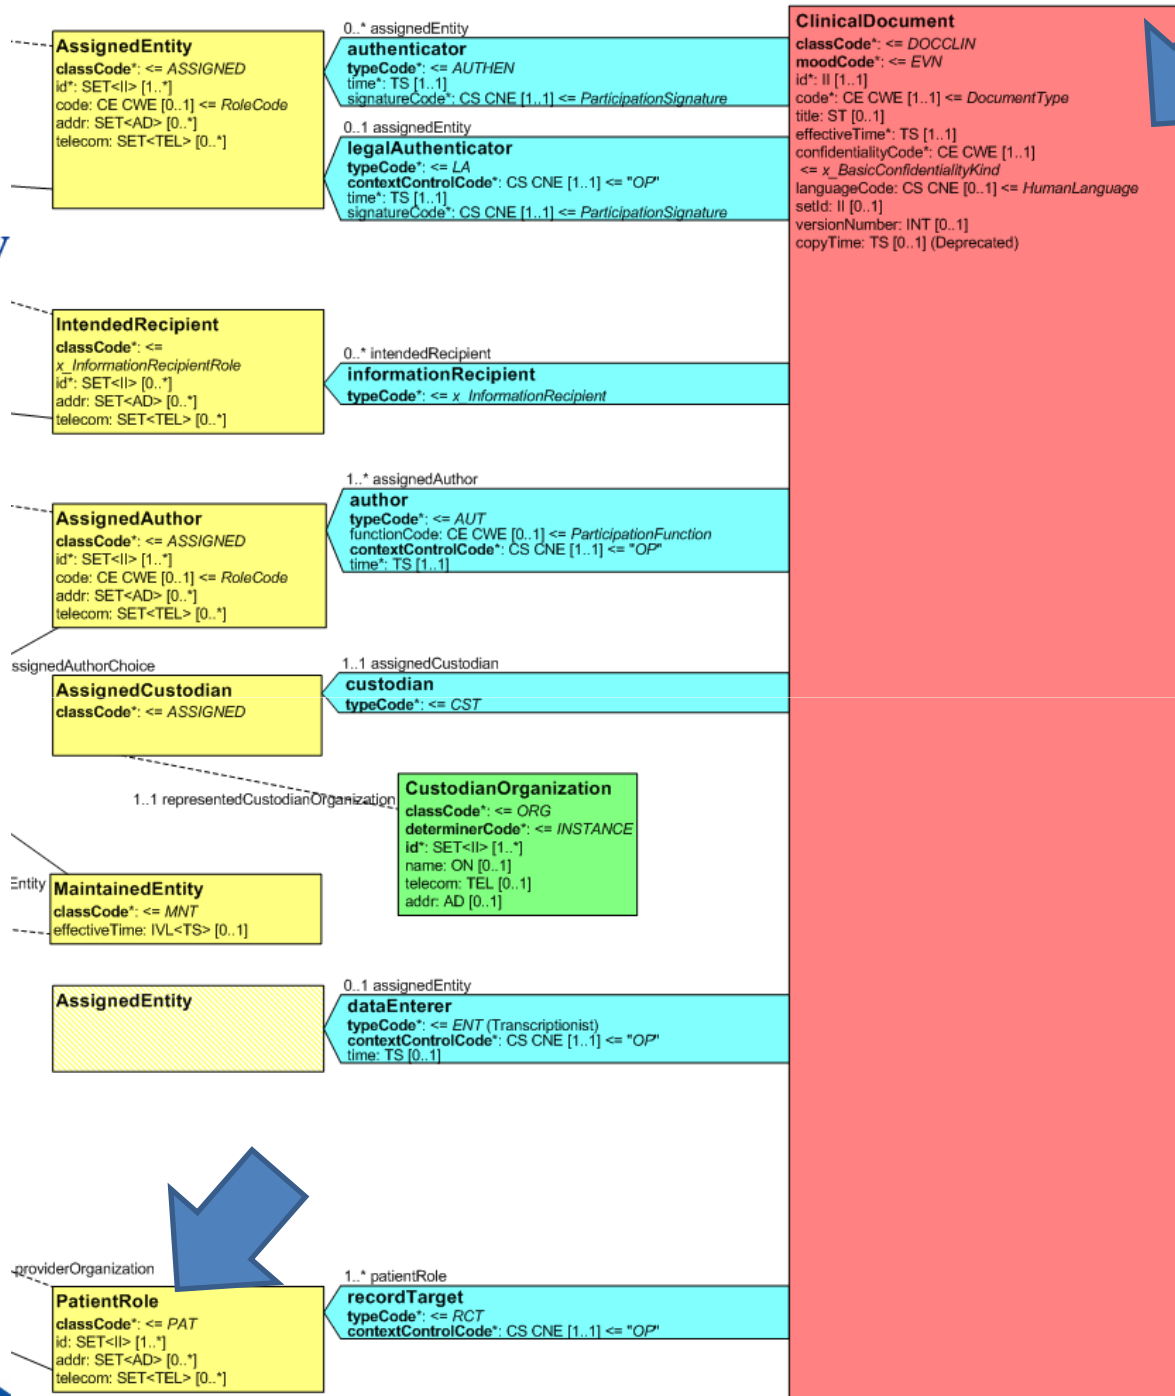 0..* assignedEntity
AssignedEntity
classCode*: <= ASSIGNED
id*: SET<II> [1..*]
code: CE CWE [0..1] <= RoleCode
addr: SET<AD> [0..*]
telecom: SET<TEL> [0..*]
authenticator
typeCode*: <= AUTHEN
time*: TS [1..1]
signatureCode*: CS CNE [1..1] <= ParticipationSignature
0..1 assignedEntity
legalAuthenticator
typeCode*: <= LA
contextControlCode*: CS CNE [1..1] <= "OP"
time*: TS [1..1]
signatureCode*: CS CNE [1..1] <= ParticipationSignature
ClinicalDocument
classCode*: <= DOCCLIN
moodCode*: <= EVN
id*: II [1..1]
code*: CE CWE [1..1] <= DocumentType
title: ST [0..1]
effectiveTime*: TS [1..1]
confidentialityCode*: CE CWE [1..1]
<= x_BasicConfidentialityKind
languageCode: CS CNE [0..1] <= HumanLanguage
setId: II [0..1]
versionNumber: INT [0..1]
copyTime: TS [0..1] (Deprecated)
y
IntendedRecipient
classCode*: <=
x_InformationRecipientRole
id*: SET<II> [0..*]
addr: SET<AD> [0..*]
telecom: SET<TEL> [0..*]
0..* intendedRecipient
informationRecipient
typeCode*: <= x_InformationRecipient
AssignedAuthor
classCode*: <= ASSIGNED
id*: SET<II> [1..*]
code: CE CWE [0..1] <= RoleCode
addr: SET<AD> [0..*]
telecom: SET<TEL> [0..*]
1..* assignedAuthor
author
typeCode*: <= AUT
functionCode: CE CWE [0..1] <= ParticipationFunction
contextControlCode*: CS CNE [1..1] <= "OP"
time*: TS [1..1]
ssignedAuthorChoice
AssignedCustodian
classCode*: <= ASSIGNED
1..1 assignedCustodian
custodian
typeCode*: <= CST
1..1 representedCustodianOrganization
CustodianOrganization
classCode*: <= ORG
determinerCode*: <= INSTANCE
id*: SET<II> [1..*]
name: ON [0..1]
telecom: TEL [0..1]
addr: AD [0..1]
Entity
MaintainedEntity
classCode*: <= MNT
effectiveTime: IVL<TS> [0..1]
AssignedEntity
0..1 assignedEntity
dataEnterer
typeCode*: <= ENT (Transcriptionist)
contextControlCode*: CS CNE [1..1] <= "OP"
time: TS [0..1]
providerOrganization
PatientRole
classCode*: <= PAT
id: SET<II> [1..*]
addr: SET<AD> [0..*]
telecom: SET<TEL> [0..*]
1..* patientRole
recordTarget
typeCode*: <= RCT
contextControlCode*: CS CNE [1..1] <= "OP"